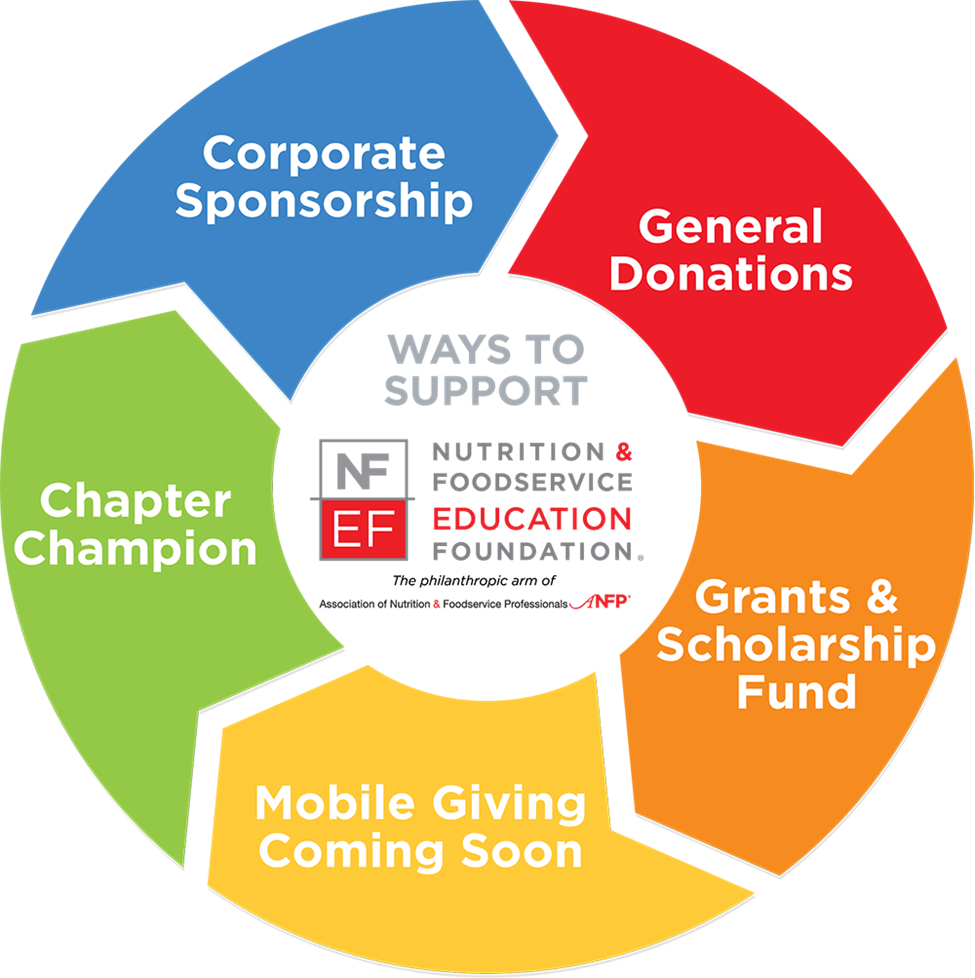 Corporate
Sponsorship
General
Donations
WAYS TO
SUPPORT
NF
EF
NUTRITION &
FOODSERVICE
EDUCATION
FOUNDATION®
The philanthropic arm of
Association of Nutrition & Foodservice Professionals ANFP®
Chapter
Champion
Grants &
Scholarship
Fund
Mobile Giving
Coming Soon